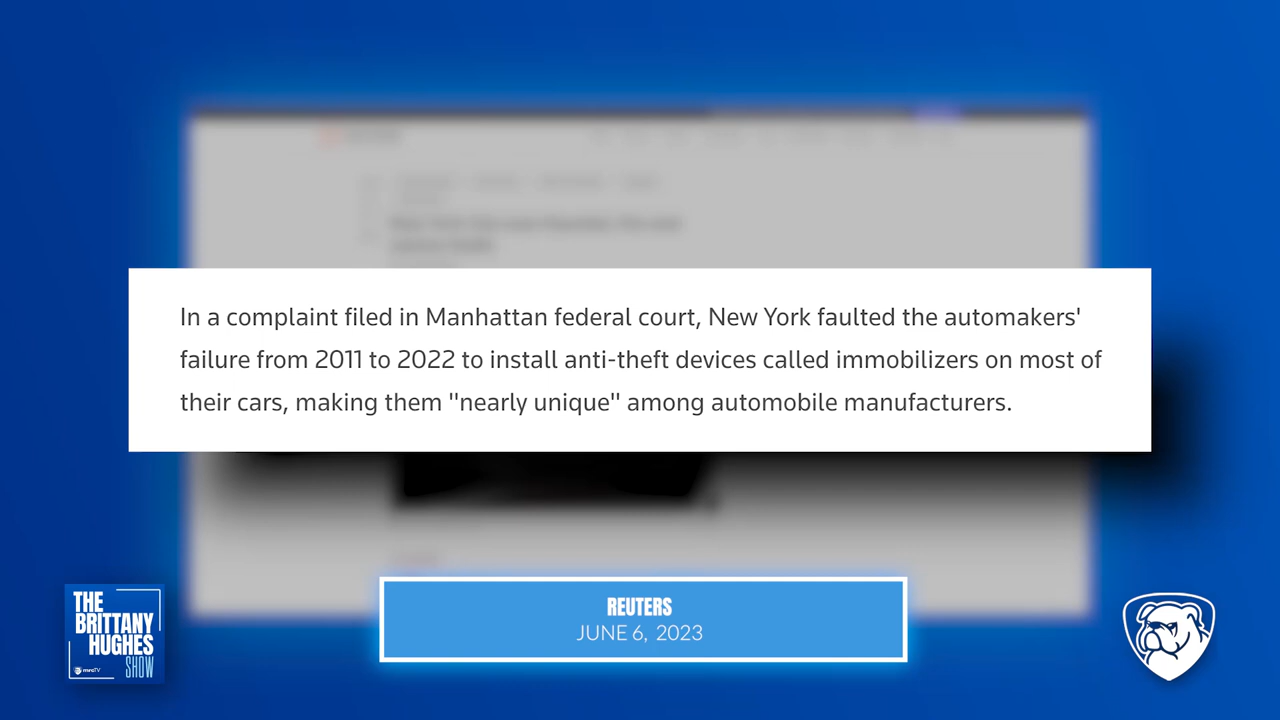 In a complaint filed in Manhattan federal court, New York faulted the automakers'
failure from 2011 to 2022 to install anti-theft devices called immobilizers on most of
their cars, making them "nearly unique" among automobile manufacturers.
REUTERS
JUNE 6, 2023
THE
BRITTANY
HUGHES
SHOW
mrcTV